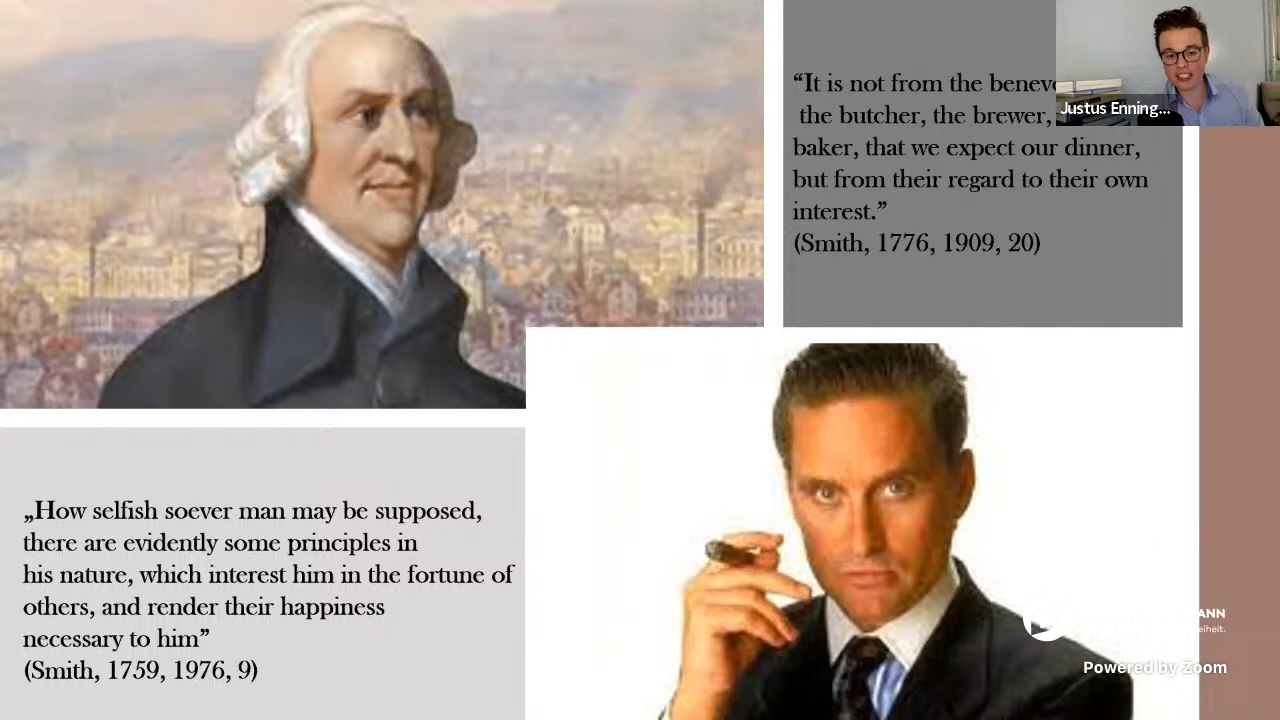 “It is not from the benev
the butcher, the brewer,
baker, that we expect our dinner,
but from their regard to their own
interest.”
(Smith, 1776, 1909, 20)
Justus Enning...
„How selfish soever man may be supposed,
there are evidently some principles in
his nature, which interest him in the fortune of
others, and render their happiness
necessary to him”
(Smith, 1759, 1976, 9)
Powered by Zoom